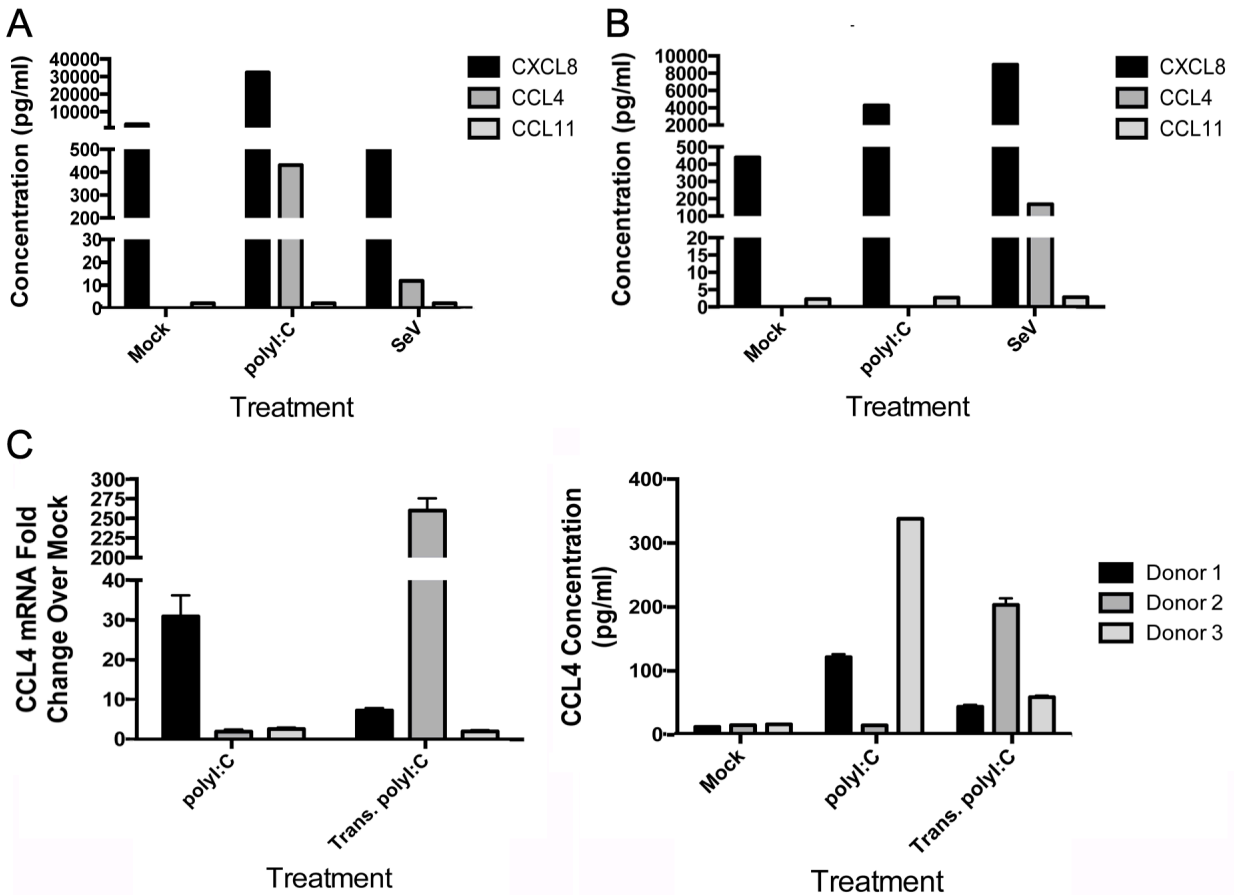 A
Concentration (pg/ml)
40000
30000
20000
10000
500
400
300
200
30
20
10
0
Mock
polyI:C
SeV
Treatment
CXCL8
CCL4
CCL11
B
Concentration (pg/ml)
10000
8000
6000
4000
2000
500
400
300
200
100
20
15
10
5
0
Mock
polyI:C
SeV
Treatment
CXCL8
CCL4
CCL11
C
CCL4 mRNA Fold
Change Over Mock
300
275
250
225
200
40
30
20
10
0
polyI:C
Trans. polyI:C
Treatment
CCL4 Concentration
(pg/ml)
400
300
200
100
0
Mock
polyI:C
Trans. polyI:C
Treatment
Donor 1
Donor 2
Donor 3